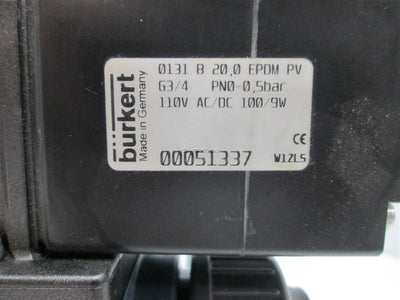 bürkert
Made in Germany
0131 B 20,0 EPDM PV
G3/4 PN0-0,5bar
110V AC/DC 100/9W
CE
00051337 W12LS